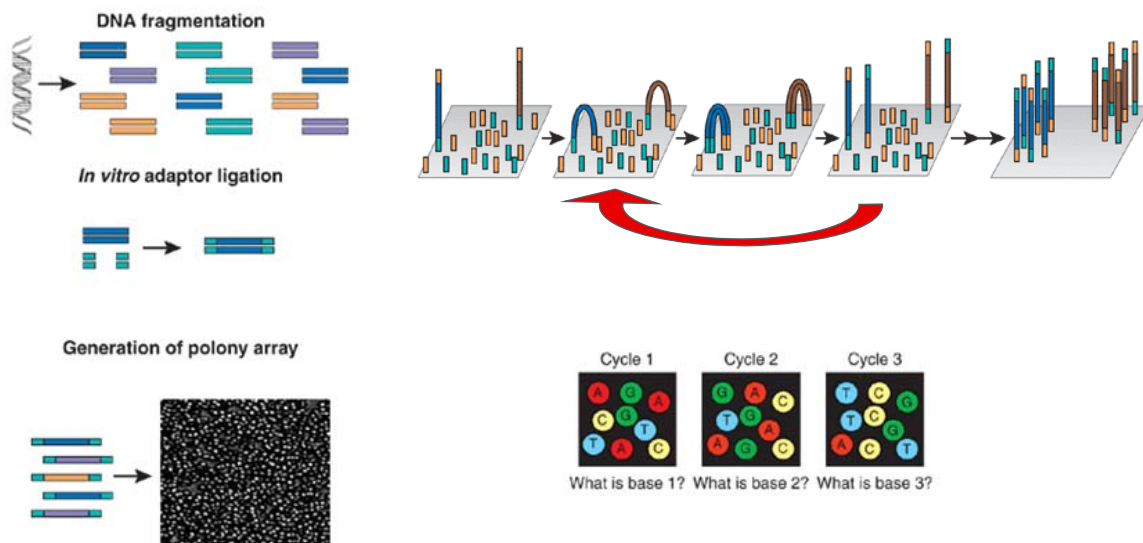 DNA fragmentation
In vitro adaptor ligation
Generation of polony array
Cycle 1 Cycle 2 Cycle 3
A G A G A C T C G
C G T T G A T C G
T A C A G C A C T
What is base 1? What is base 2? What is base 3?